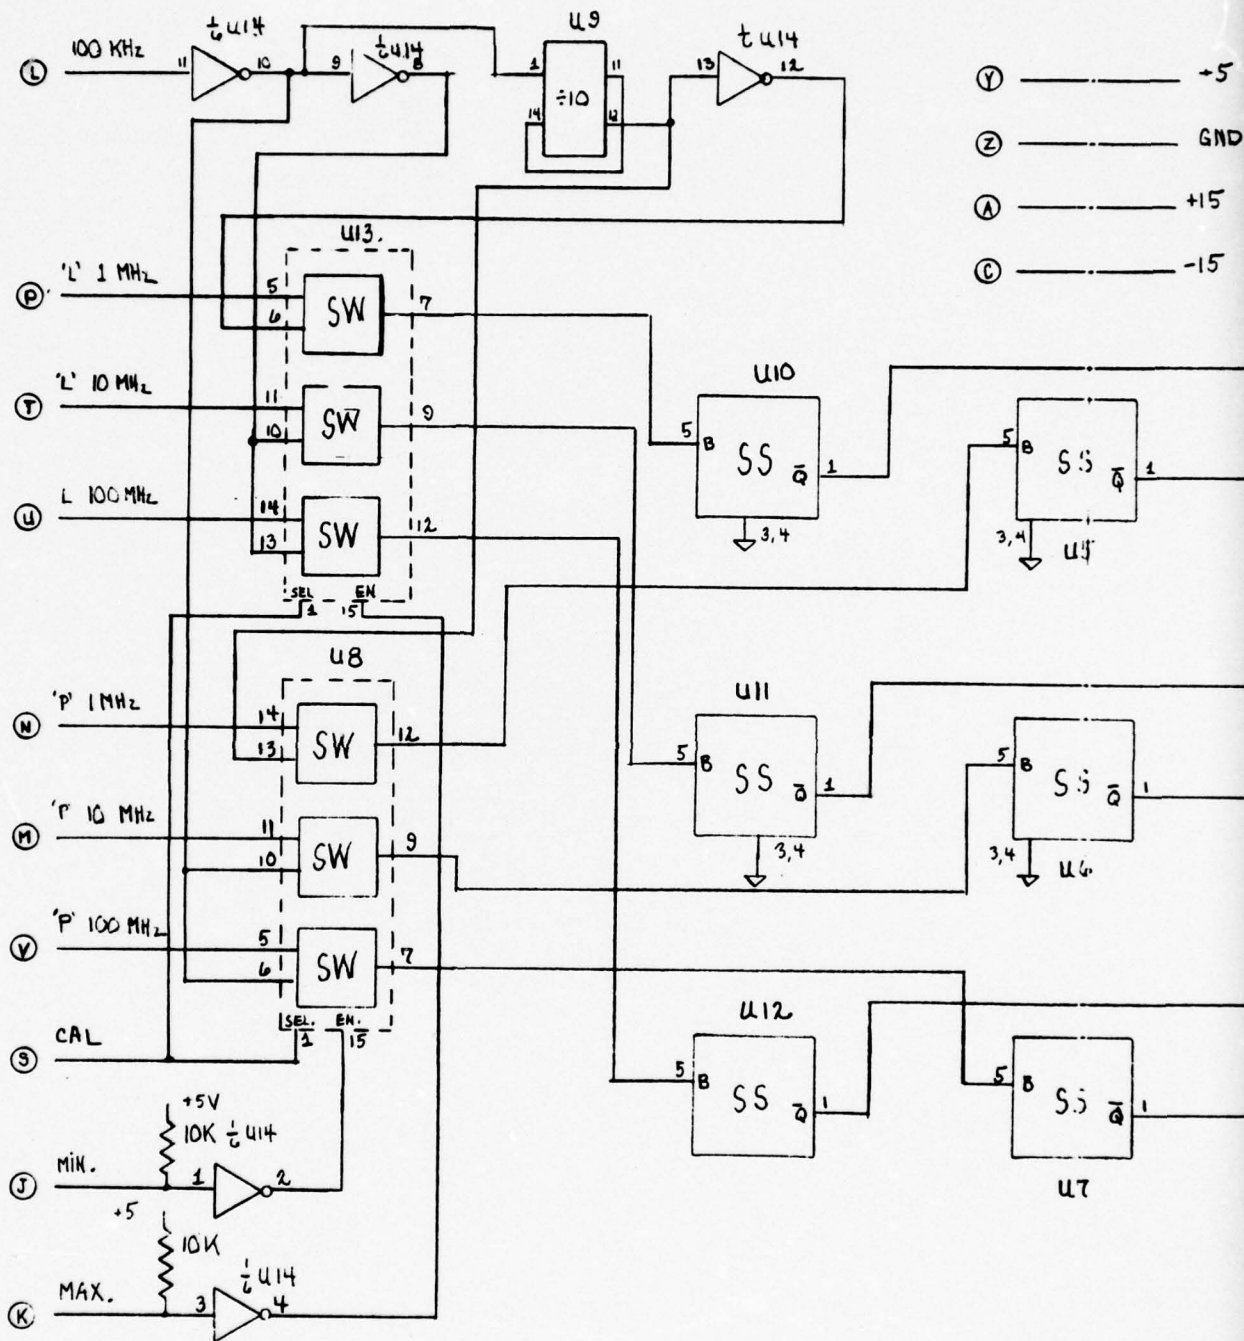 1/6 U14
L 100 KHz 11 10
9 1/6 U14 8
U9
1 11
÷10
14 12
13 U14 12
Y +5
Z GND
A +15
C -15
U13.
P 'L' 1 MHz 5 SW 7
6
T 'L' 10 MHz 11 SW 9
10
U L 100 MHz 14 SW 12
13
SEL EN
1 15
U10
5 B SS Q̅ 1
3,4
5 B SS Q̅ 1
3,4
U8
N 'P' 1 MHz 14 SW 12
13
M 'P' 10 MHz 11 SW 9
10
V 'P' 100 MHz 5 SW 7
6
SEL. EN.
1 15
U11
5 B SS Q̅ 1
3,4
5 B SS Q̅ 1
3,4
U6
U12
5 B SS Q̅ 1
5 B SS Q̅ 1
U7
S CAL
+5V
10K 1/6 U14
J MIN. 1 2
+5
10K
1/6 U14
K MAX. 3 4